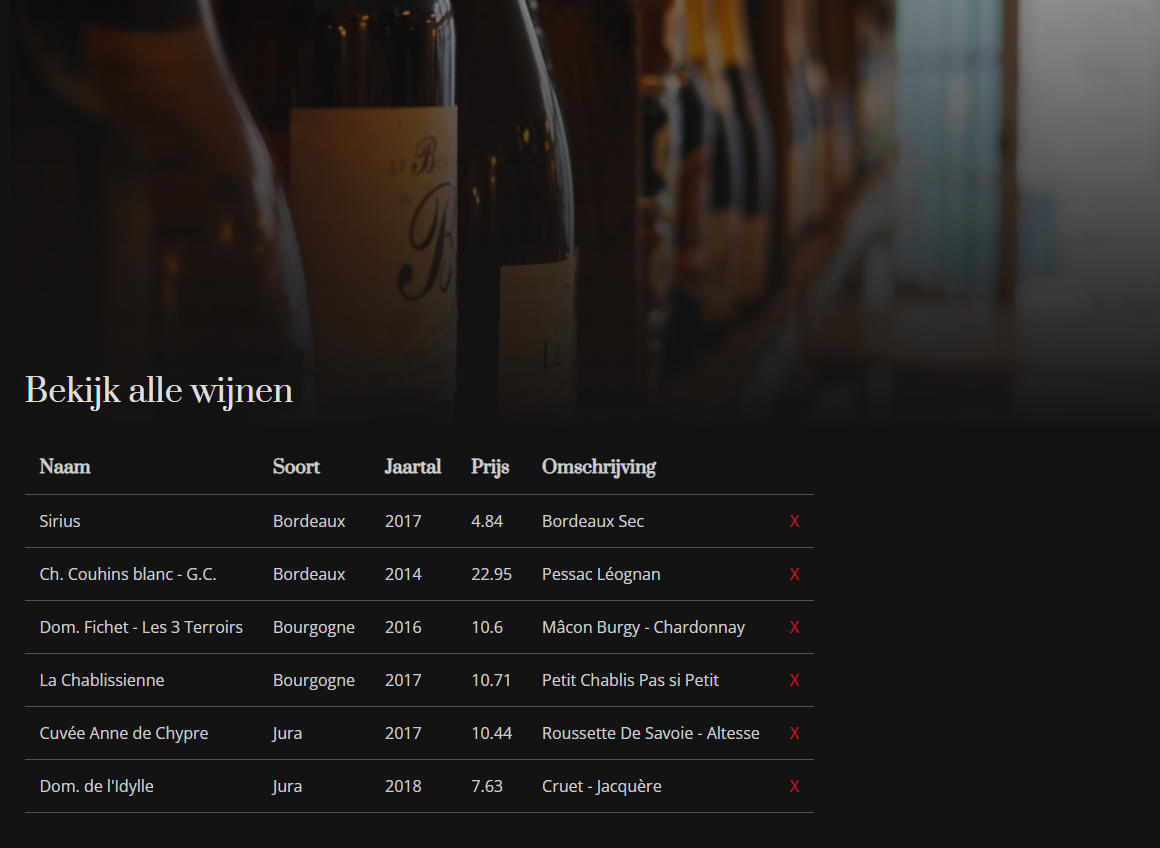 LE B
B
LE
Bekijk alle wijnen
Naam Soort Jaartal Prijs Omschrijving
Sirius Bordeaux 2017 4.84 Bordeaux Sec X
Ch. Couhins blanc - G.C. Bordeaux 2014 22.95 Pessac Léognan X
Dom. Fichet - Les 3 Terroirs Bourgogne 2016 10.6 Mâcon Burgy - Chardonnay X
La Chablissienne Bourgogne 2017 10.71 Petit Chablis Pas si Petit X
Cuvée Anne de Chypre Jura 2017 10.44 Roussette De Savoie - Altesse X
Dom. de l'Idylle Jura 2018 7.63 Cruet - Jacquère X